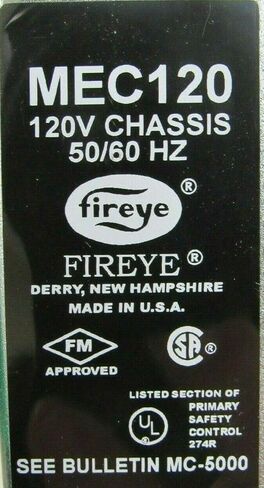 MEC120
120V CHASSIS
50/60 HZ
fireye ®
FIREYE ®
DERRY, NEW HAMPSHIRE
MADE IN U.S.A.
FM
APPROVED
SA ®
LISTED SECTION OF
UL ®
PRIMARY
SAFETY
CONTROL
274R
SEE BULLETIN MC-5000